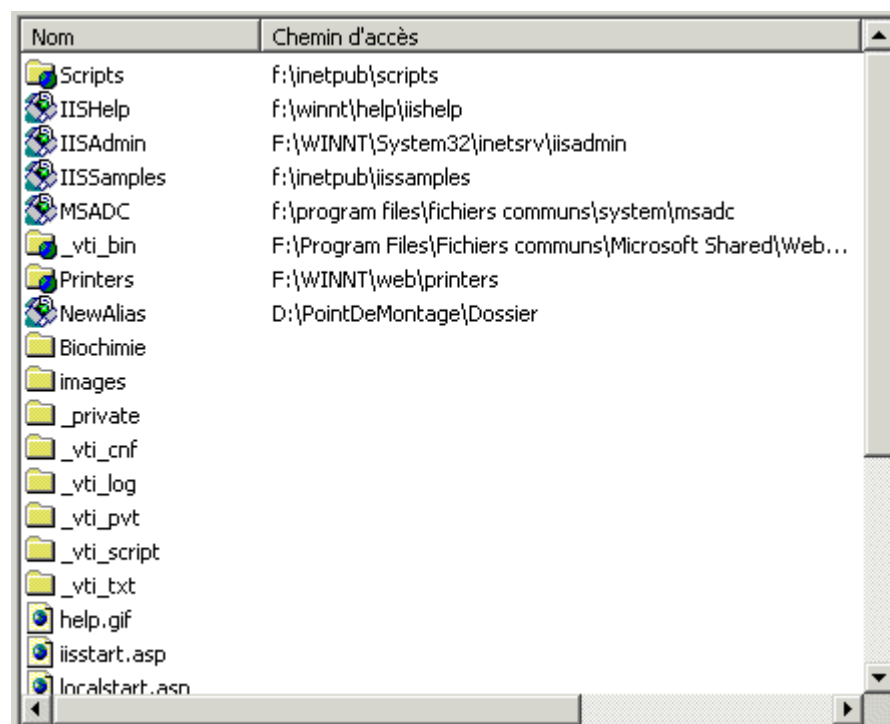 Nom Chemin d'accès
Scripts f:\inetpub\scripts
IISHelp f:\winnt\help\iishelp
IISAdmin F:\WINNT\System32\inetsrv\iisadmin
IISSamples f:\inetpub\iissamples
MSADC f:\program files\fichiers communs\system\msadc
_vti_bin F:\Program Files\Fichiers communs\Microsoft Shared\Web...
Printers F:\WINNT\web\printers
NewAlias D:\PointDeMontage\Dossier
Biochimie
images
_private
_vti_cnf
_vti_log
_vti_pvt
_vti_script
_vti_txt
help.gif
iisstart.asp
localstart.asp